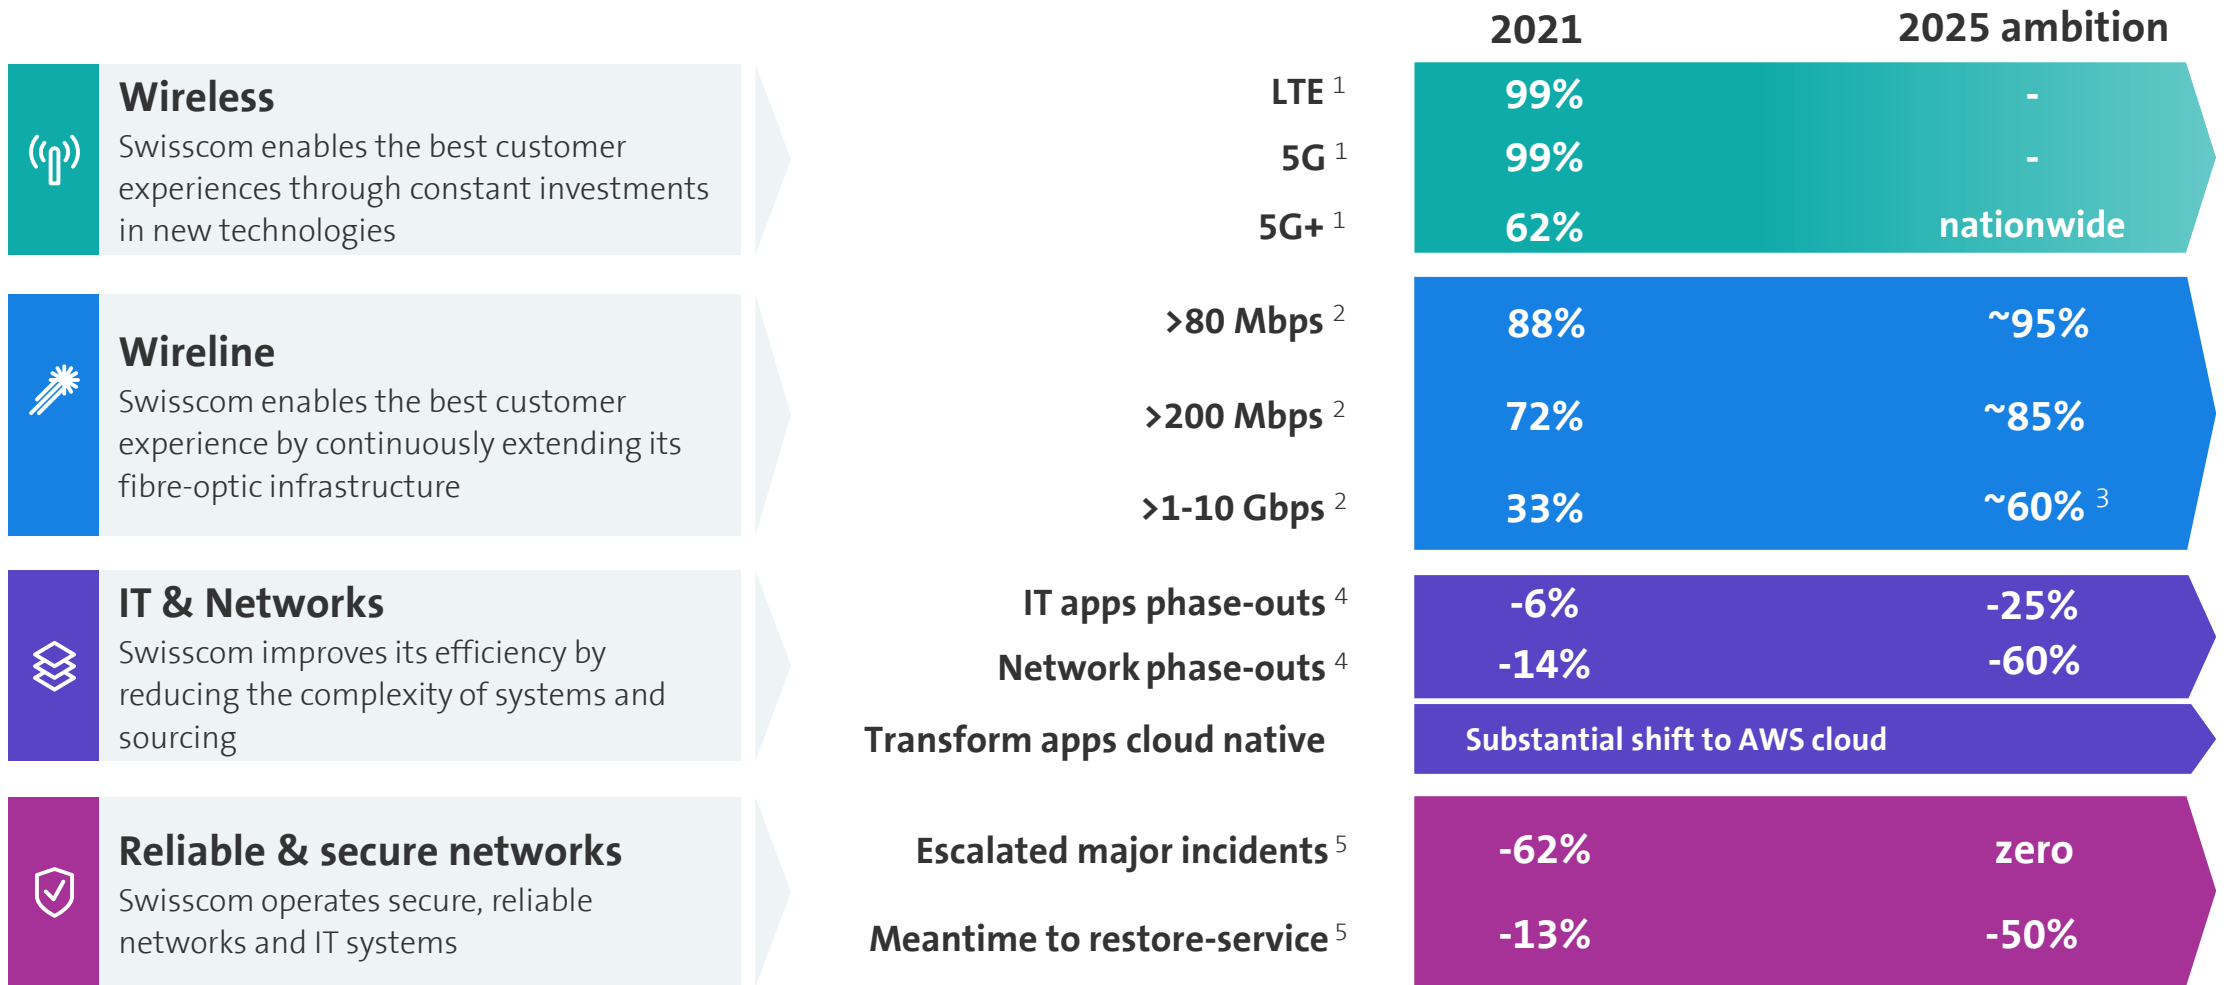 2021 2025 ambition
Wireless
Swisscom enables the best customer
experiences through constant investments
in new technologies
LTE 1 99% -
5G 1 99% -
5G+ 1 62% nationwide
Wireline
Swisscom enables the best customer
experience by continuously extending its
fibre-optic infrastructure
>80 Mbps 2 88% ~95%
>200 Mbps 2 72% ~85%
>1-10 Gbps 2 33% ~60% 3
IT & Networks
Swisscom improves its efficiency by
reducing the complexity of systems and
sourcing
IT apps phase-outs 4 -6% -25%
Network phase-outs 4 -14% -60%
Transform apps cloud native Substantial shift to AWS cloud
Reliable & secure networks
Swisscom operates secure, reliable
networks and IT systems
Escalated major incidents 5 -62% zero
Meantime to restore-service 5 -13% -50%